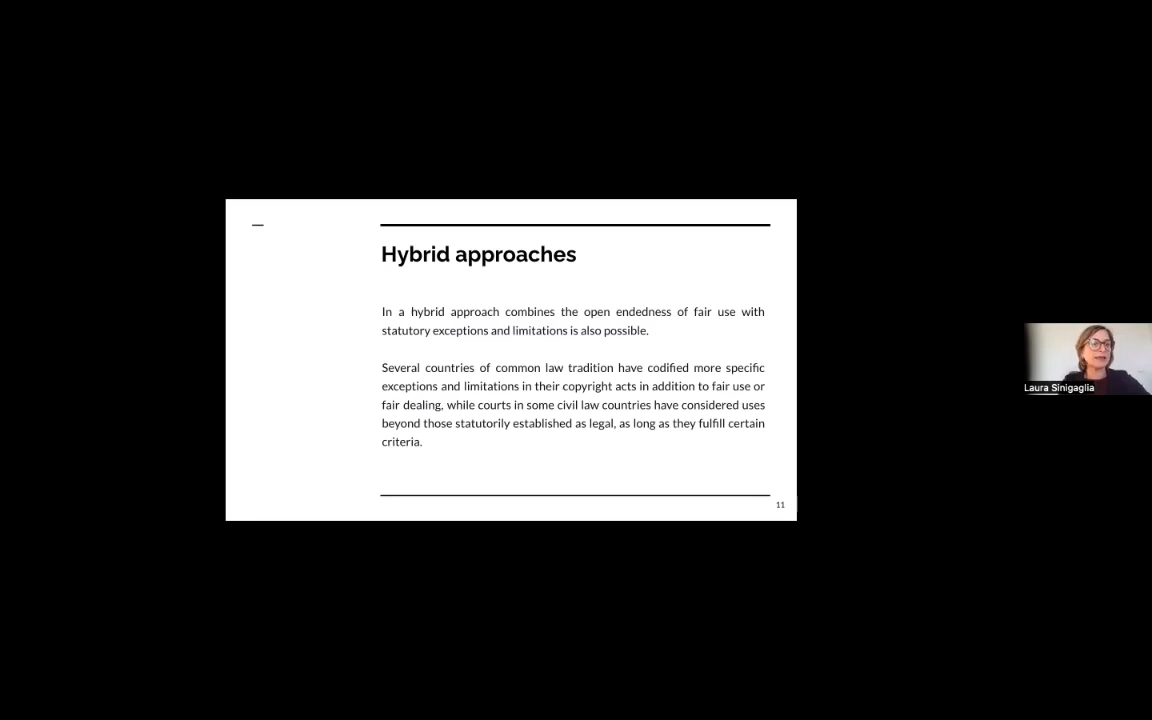 Hybrid approaches
In a hybrid approach combines the open endedness of fair use with
statutory exceptions and limitations is also possible.
Several countries of common law tradition have codified more specific
exceptions and limitations in their copyright acts in addition to fair use or
fair dealing, while courts in some civil law countries have considered uses
beyond those statutorily established as legal, as long as they fulfill certain
criteria.
11
Laura Sinigaglia